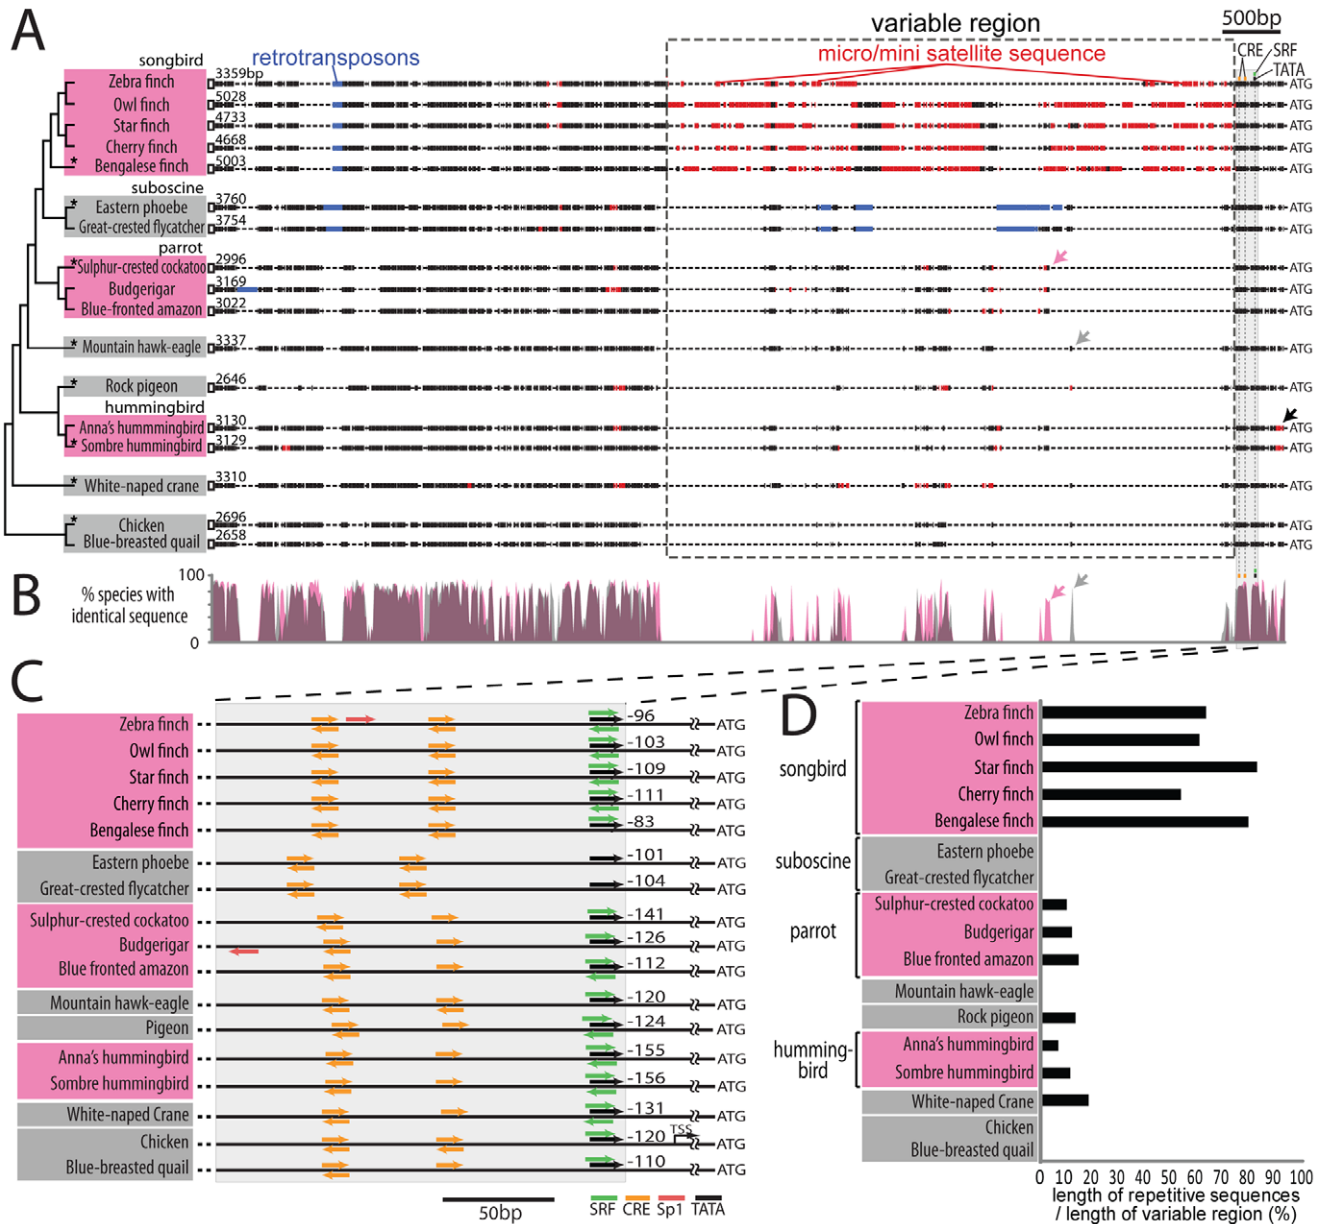 A
variable region
500bp
songbird
retrotransposons
micro/mini satellite sequence
CRE
SRF
TATA
Zebra finch
3359bp
ATG
Owl finch
5028
ATG
Star finch
4733
ATG
Cherry finch
4668
ATG
* Bengalese finch
5003
ATG
suboscine
* Eastern phoebe
3760
ATG
Great-crested flycatcher
3754
ATG
parrot
*Sulphur-crested cockatoo
2996
ATG
Budgerigar
3169
ATG
Blue-fronted amazon
3022
ATG
* Mountain hawk-eagle
3337
ATG
* Rock pigeon
2646
ATG
hummingbird
Anna's hummmingbird
3130
ATG
* Sombre hummingbird
3129
ATG
* White-naped crane
3310
ATG
* Chicken
2696
ATG
Blue-breasted quail
2658
ATG
B
% species with
identical sequence
100
0
C
Zebra finch
-96
ATG
Owl finch
-103
ATG
Star finch
-109
ATG
Cherry finch
-111
ATG
Bengalese finch
-83
ATG
Eastern phoebe
-101
ATG
Great-crested flycatcher
-104
ATG
Sulphur-crested cockatoo
-141
ATG
Budgerigar
-126
ATG
Blue fronted amazon
-112
ATG
Mountain hawk-eagle
-120
ATG
Pigeon
-124
ATG
Anna's hummingbird
-155
ATG
Sombre hummingbird
-156
ATG
White-naped Crane
-131
ATG
Chicken
-120
TSS
ATG
Blue-breasted quail
-110
ATG
50bp
SRF CRE Sp1 TATA
D
songbird
Zebra finch
Owl finch
Star finch
Cherry finch
Bengalese finch
suboscine
Eastern phoebe
Great-crested flycatcher
parrot
Sulphur-crested cockatoo
Budgerigar
Blue fronted amazon
Mountain hawk-eagle
Rock pigeon
humming-
bird
Anna's hummingbird
Sombre hummingbird
White-naped Crane
Chicken
Blue-breasted quail
0 10 20 30 40 50 60 70 80 90 100
length of repetitive sequences
/ length of variable region (%)